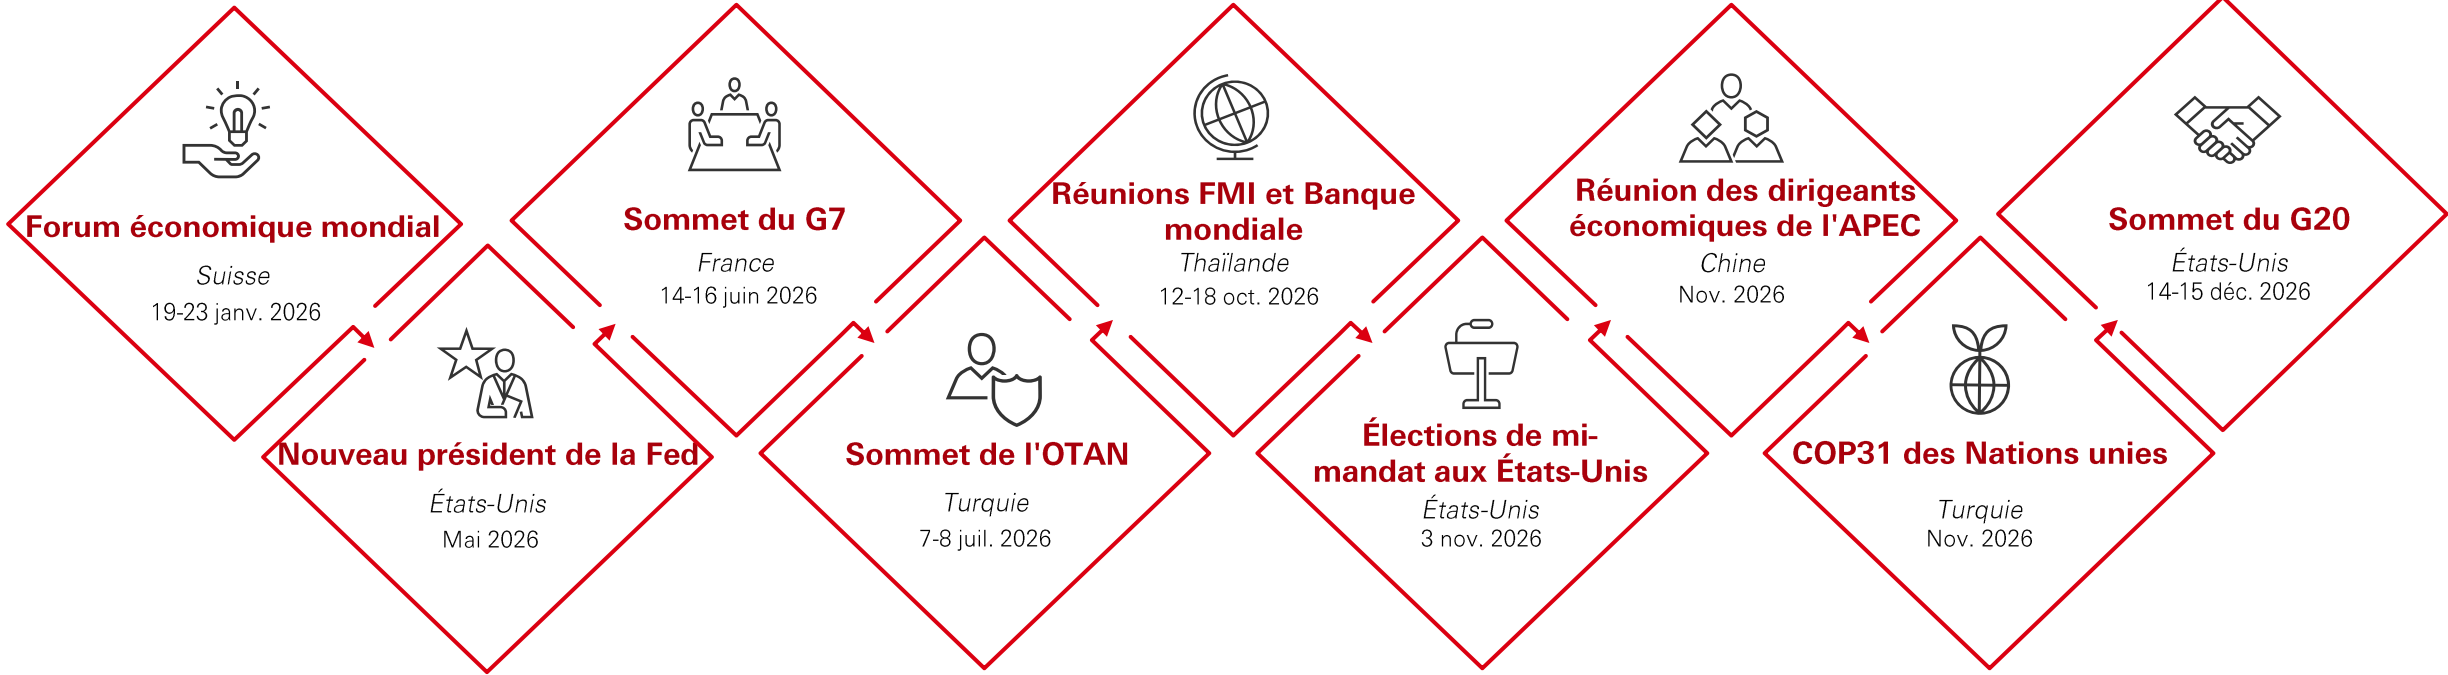 Forum économique mondial
Suisse
19-23 janv. 2026
Nouveau président de la Fed
États-Unis
Mai 2026
Sommet du G7
France
14-16 juin 2026
Sommet de l'OTAN
Turquie
7-8 juil. 2026
Réunions FMI et Banque
mondiale
Thaïlande
12-18 oct. 2026
Élections de mi-
mandat aux États-Unis
États-Unis
3 nov. 2026
Réunion des dirigeants
économiques de l'APEC
Chine
Nov. 2026
COP31 des Nations unies
Turquie
Nov. 2026
Sommet du G20
États-Unis
14-15 déc. 2026